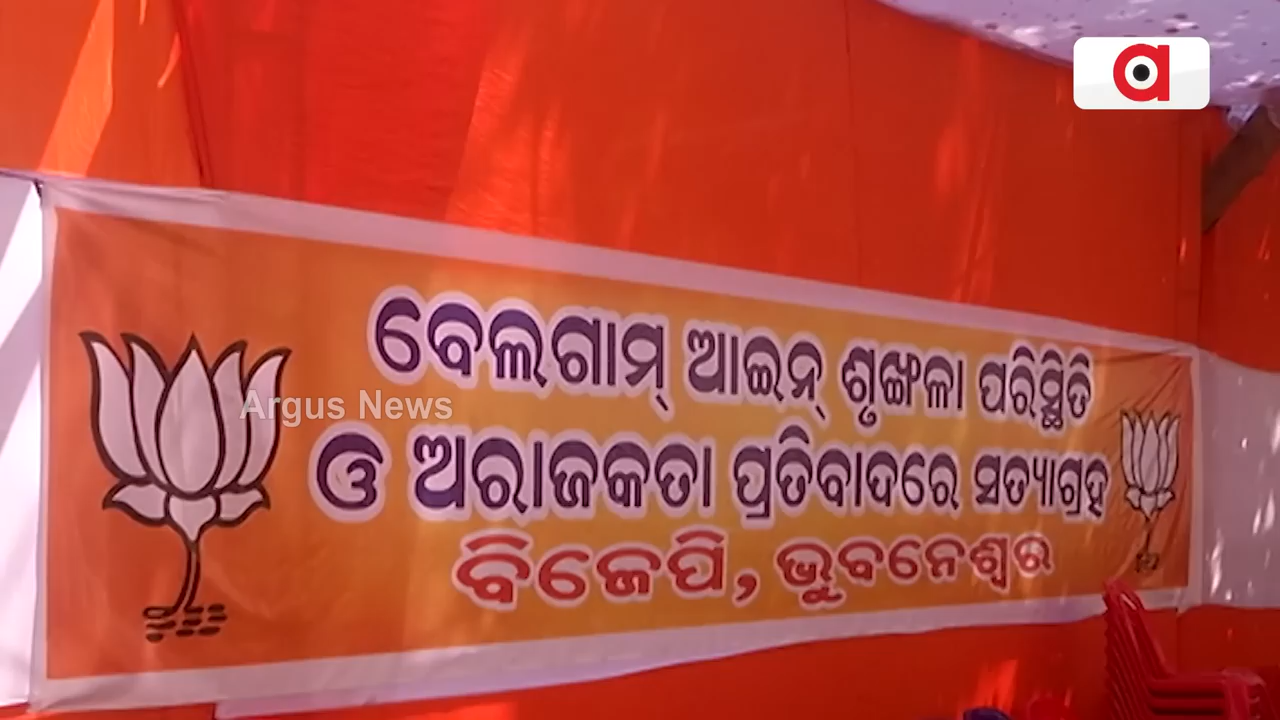 ବେଲଗାମ୍ ଆଇନ୍ ଶୃଙ୍ଖଳା ପରିସ୍ଥିତି
ଓ ଅରାଜକତା ପ୍ରତିବାଦରେ ସତ୍ୟାଗ୍ରହ
ବିଜେପି, ଭୁବନେଶ୍ୱର
Argus News
a